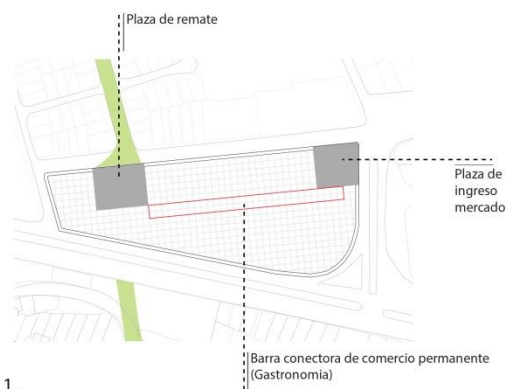 Plaza de remate
Plaza de
ingreso
mercado
Barra conectora de comercio permanente
(Gastronomia)
1.